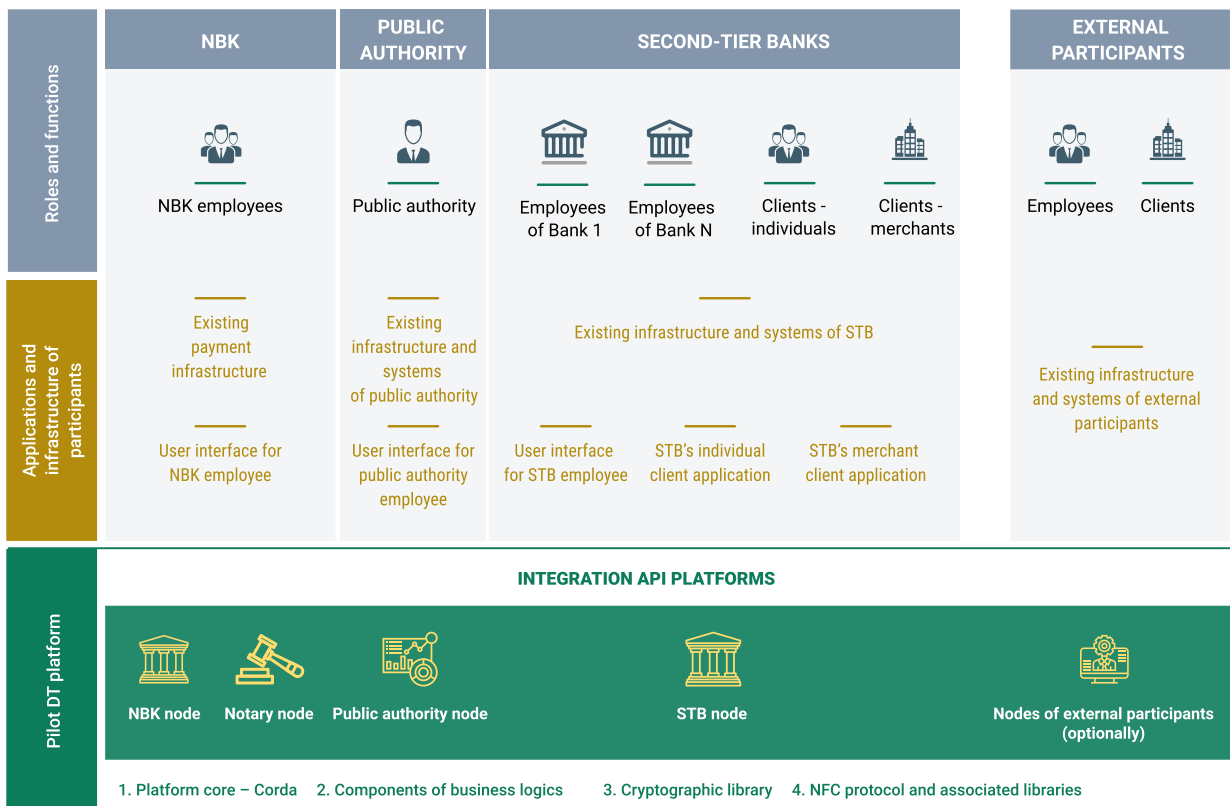 NBK
PUBLIC
AUTHORITY
SECOND-TIER BANKS
EXTERNAL
PARTICIPANTS
Roles and functions
NBK employees
Public authority
Employees
of Bank 1
Employees
of Bank N
Clients -
individuals
Clients -
merchants
Employees
Clients
Applications and
infrastructure of
participants
Existing
payment
infrastructure
Existing
infrastructure and
systems
of public authority
Existing infrastructure and systems of STB
Existing infrastructure
and systems of external
participants
User interface for
NBK employee
User interface for
public authority
employee
User interface
for STB employee
STB’s individual
client application
STB’s merchant
client application
Pilot DT platform
INTEGRATION API PLATFORMS
NBK node
Notary node
Public authority node
STB node
Nodes of external participants
(optionally)
1. Platform core – Corda
2. Components of business logics
3. Cryptographic library
4. NFC protocol and associated libraries